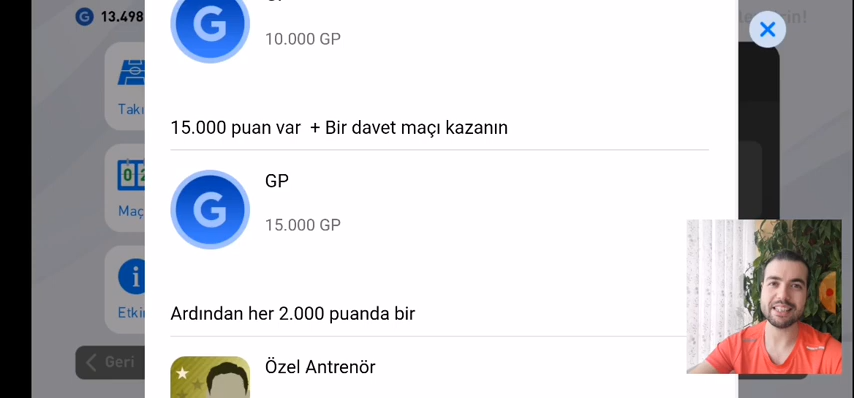 13.498
10.000 GP
15.000 puan var + Bir davet maçı kazanın
GP
15.000 GP
Ardından her 2.000 puanda bir
Özel Antrenör
Geri